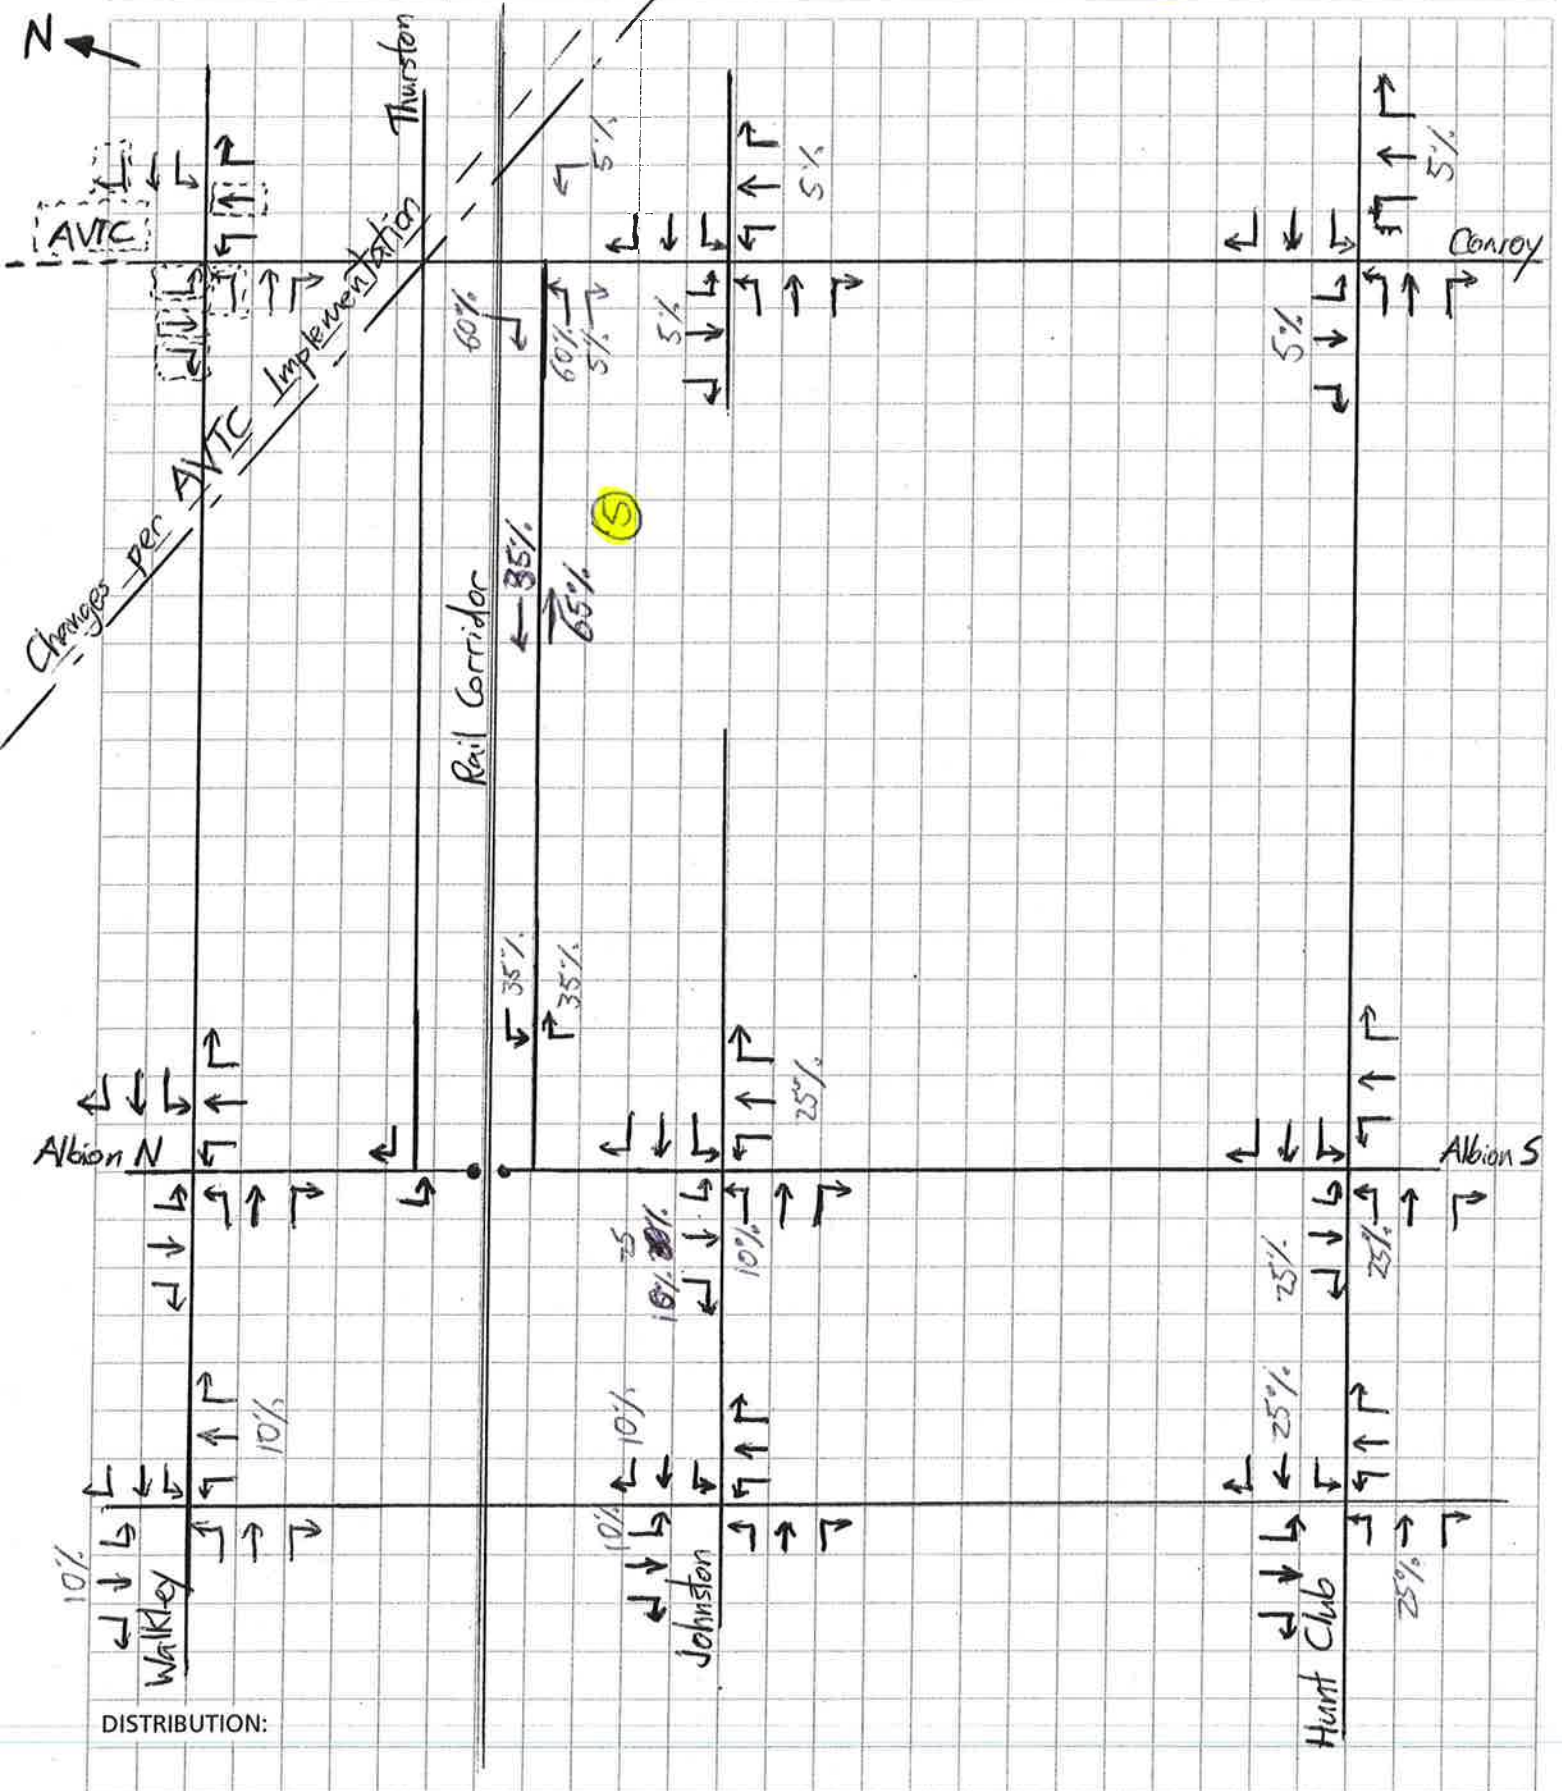 N
Thurston
5%
5%
5%
AVTC
Conroy
60%
60%
5%
5%
5%
Changes per AVTC Implementation
S
35%
65%
Rail Corridor
35%
35%
25%
Albion N
Albion S
25
10%
10%
25%
25%
10%
10%
25%
10%
10%
25%
Walkley
Johnston
Hunt Club
DISTRIBUTION: